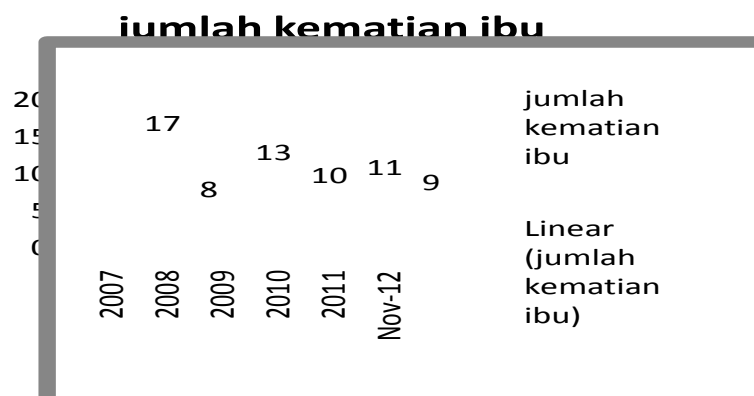 jumlah kematian ibu
20
15
10
5
0
17
8
13
10
11
9
2007
2008
2009
2010
2011
Nov-12
jumlah
kematian
ibu
Linear
(jumlah
kematian
ibu)